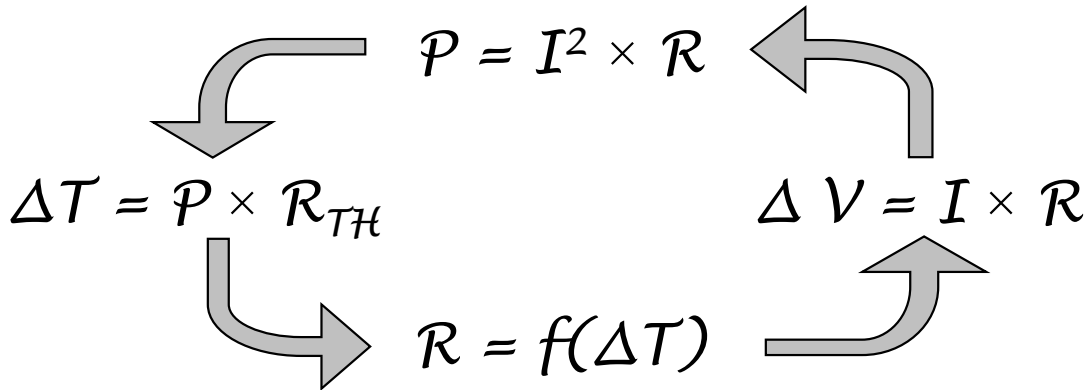 P = I² × R
ΔT = P × R_TH
Δ V = I × R
R = f(ΔT)